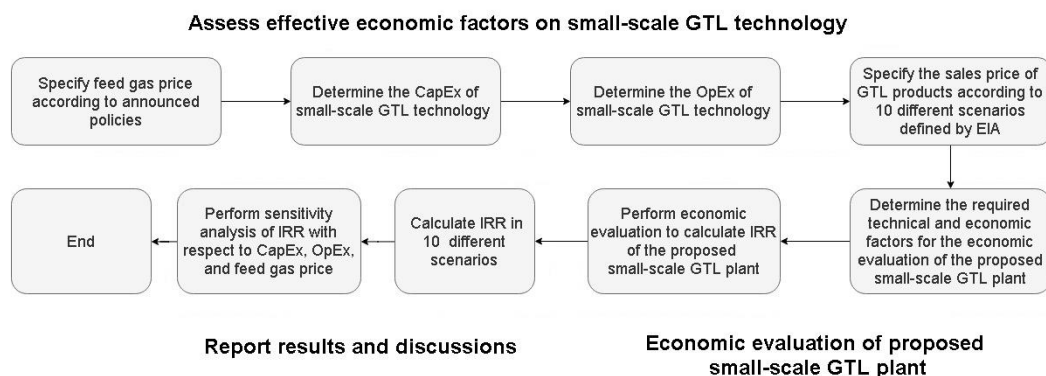 Assess effective economic factors on small-scale GTL technology
Specify feed gas price
according to announced
policies
Determine the CapEx of
small-scale GTL technology
Determine the OpEx of
small-scale GTL technology
Specify the sales price of
GTL products according to
10 different scenarios
defined by EIA
End
Perform sensitivity
analysis of IRR with
respect to CapEx, OpEx,
and feed gas price
Calculate IRR in
10 different
scenarios
Perform economic
evaluation to calculate IRR
of the proposed
small-scale GTL plant
Determine the required
technical and economic
factors for the economic
evaluation of the proposed
small-scale GTL plant
Report results and discussions
Economic evaluation of proposed
small-scale GTL plant